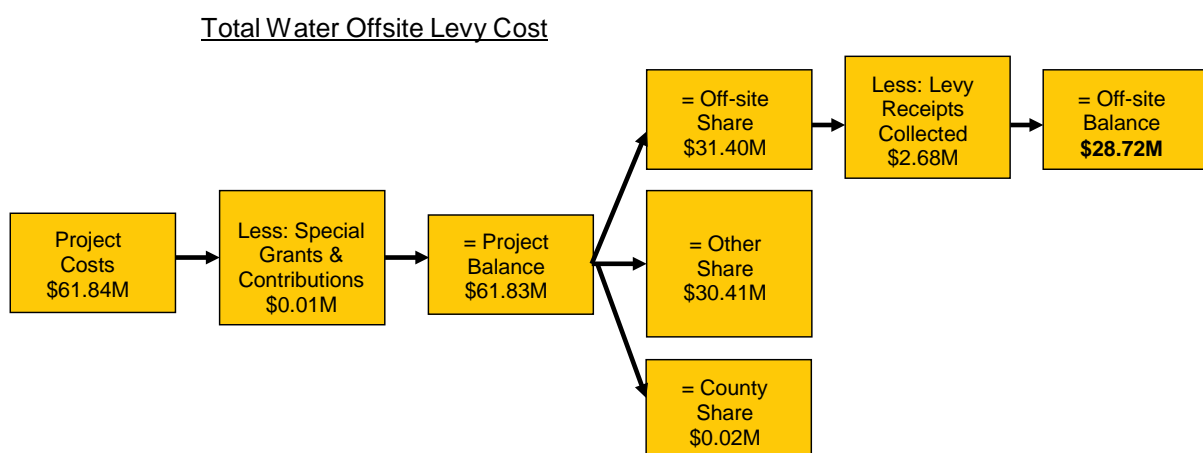 Total Water Offsite Levy Cost
Project
Costs
$61.84M
Less: Special
Grants &
Contributions
$0.01M
= Project
Balance
$61.83M
= Off-site
Share
$31.40M
Less: Levy
Receipts
Collected
$2.68M
= Off-site
Balance
$28.72M
= Other
Share
$30.41M
= County
Share
$0.02M